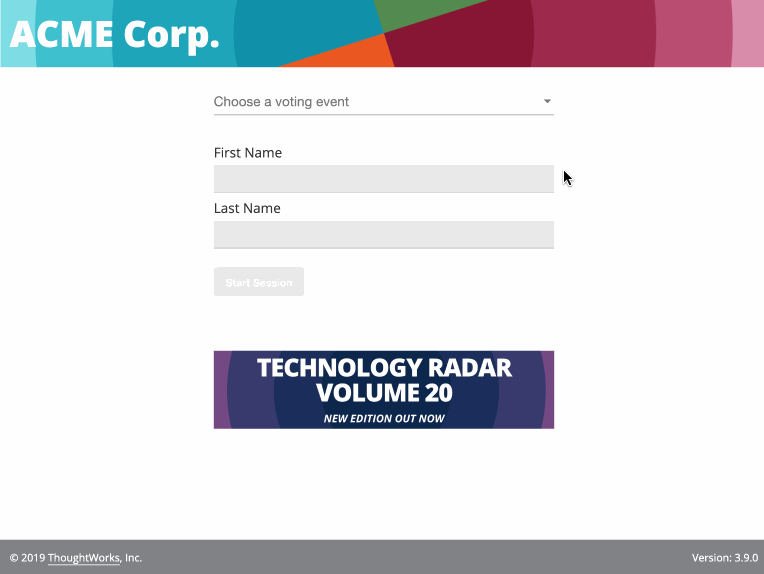 ACME Corp.
Choose a voting event
First Name
Last Name
Start Session
TECHNOLOGY RADAR
VOLUME 20
NEW EDITION OUT NOW
© 2019 ThoughtWorks, Inc.
Version: 3.9.0